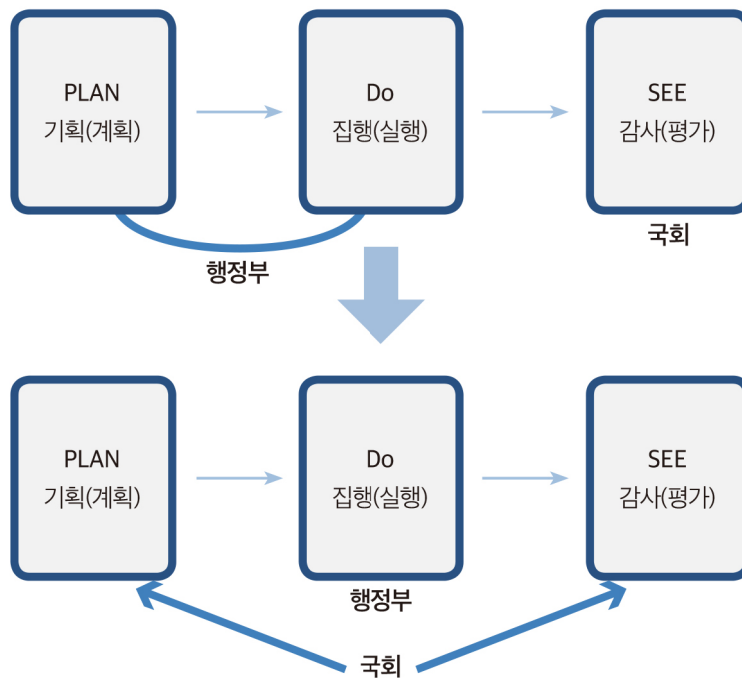 PLAN
기획(계획)
Do
집행(실행)
SEE
감사(평가)
행정부
국회
PLAN
기획(계획)
Do
집행(실행)
SEE
감사(평가)
행정부
국회